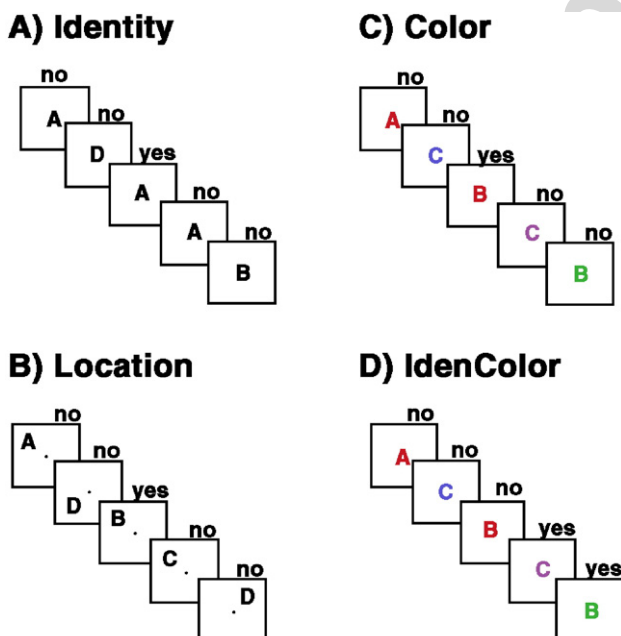 A) Identity
no
A
no
D
yes
A
no
A
no
B
C) Color
no
A
no
C
yes
B
no
C
no
B
B) Location
no
A
no
D
yes
B
no
C
no
D
D) IdenColor
no
A
no
C
no
B
yes
C
yes
B